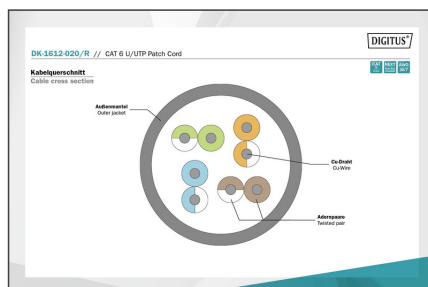 DIGITUS®
DK-1612-020/R // CAT 6 U/UTP Patch Cord
Kabelquerschnitt
Cable cross section
Außenmantel
Outer jacket
Cu-Draht
Cu-Wire
Adernpaare
Twisted pair